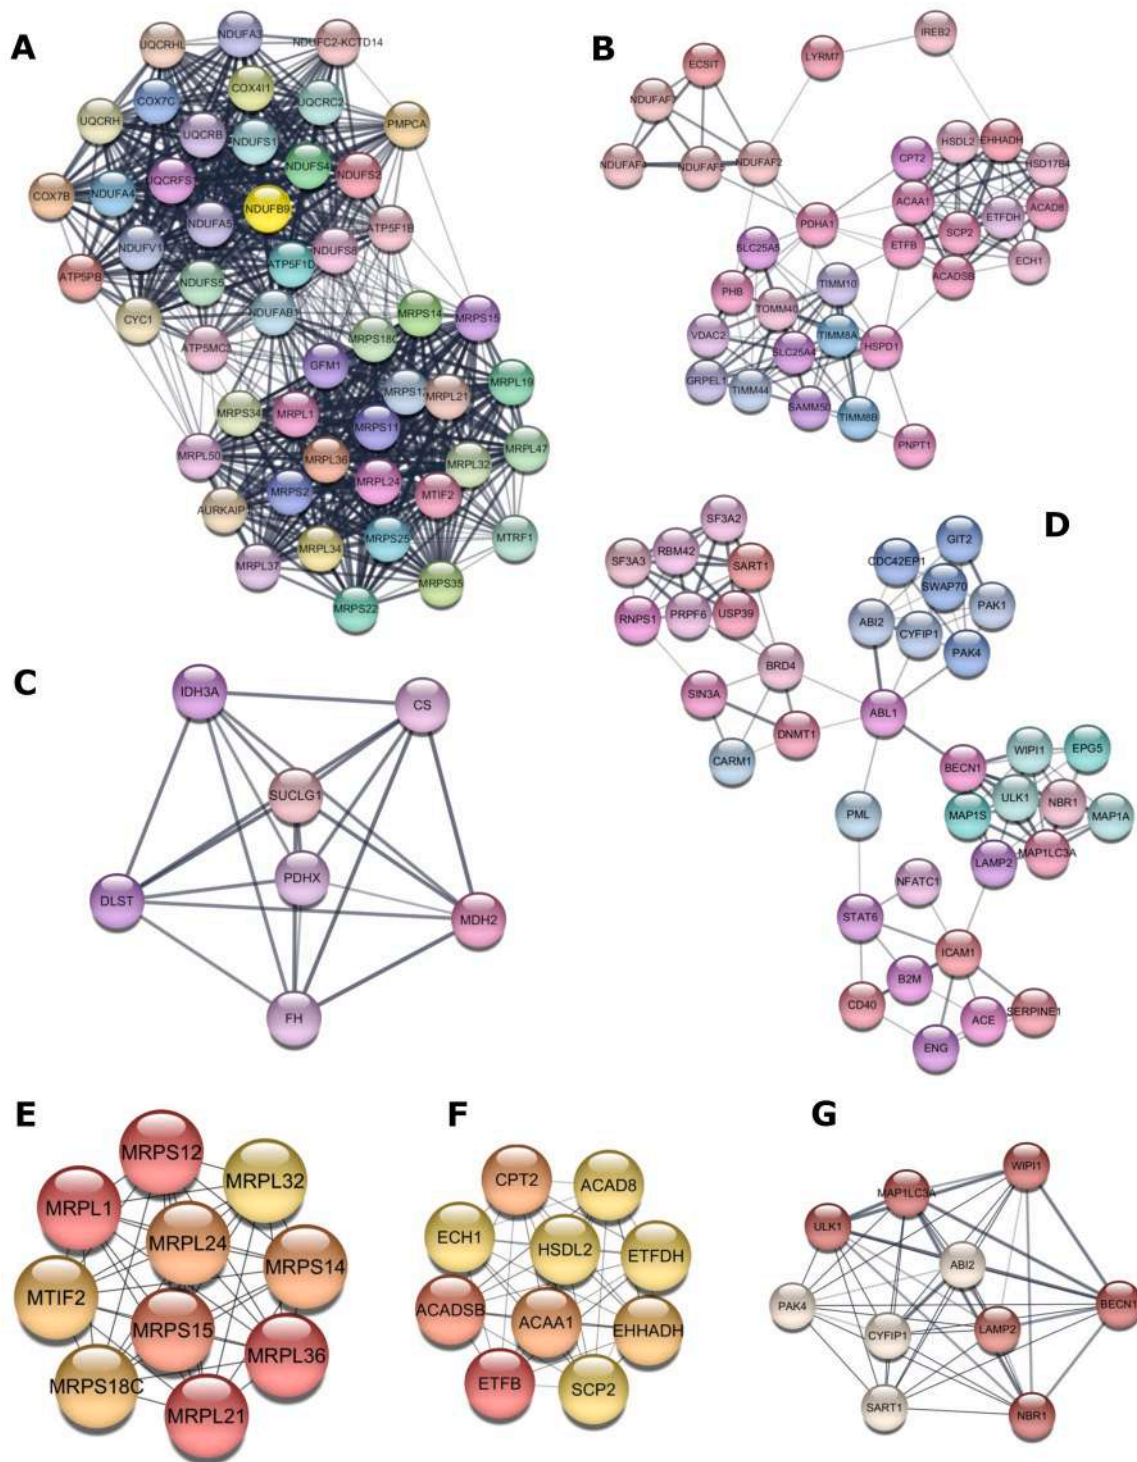 A
UQCRHL
NDUFA3
NDUFC2-KCTD14
COX7C
COX4I1
UQCRC2
UQCRH
UQCRB
NDUFS1
PMPCA
NDUFS4
NDUFS2
COX7B
NDUFA4
UQCRFS1
NDUFB9
NDUFA5
ATP5F1B
NDUFV1
NDUFS8
ATP5PB
ATP5F1D
NDUFS5
CYC1
NDUFAB1
MRPS14
MRPS15
ATP5MC3
MRPS18C
GFM1
MRPL19
MRPL21
MRPS34
MRPL1
MRPS11
MRPL47
MRPL50
MRPL36
MRPL32
MRPL24
MRPS2
MTIF2
AURKAIP
MRPS25
MTRF1
MRPL34
MRPL37
MRPS35
MRPS22
B
IREB2
LYRM7
ECSIT
NDUFAF
NDUFAF4
NDUFAF5
NDUFAF2
HSDL2
EHHADH
CPT2
HSD17B4
ACAA1
ETFDH
ACAD8
PDHA1
SCP2
ETFB
ECH1
SLC25A5
ACADSB
PHB
TIMM10
TOMM40
VDAC2
TIMM8A
HSPD1
SLC25A4
GRPEL1
TIMM44
SAMM50
TIMM8B
PNPT1
C
IDH3A
CS
SUCLG1
PDHX
DLST
MDH2
FH
D
SF3A2
GIT2
CDC42EP1
SF3A3
RBM42
SART1
SWAP70
PAK1
RNPS1
PRPF6
USP39
ABI2
CYFIP1
PAK4
BRD4
SIN3A
ABL1
DNMT1
CARM1
BECN1
WIPI1
EPG5
ULK1
NBR1
PML
MAP1S
MAP1A
MAP1LC3A
LAMP2
NFATC1
STAT6
ICAM1
B2M
CD40
ACE
SERPINE1
ENG
E
MRPS12
MRPL32
MRPL1
MRPL24
MRPS14
MTIF2
MRPS15
MRPL36
MRPS18C
MRPL21
F
CPT2
ACAD8
ECH1
HSDL2
ETFDH
ACADSB
ACAA1
EHHADH
ETFB
SCP2
G
WIPI1
MAP1LC3A
ULK1
ABI2
PAK4
BECN1
CYFIP1
LAMP2
SART1
NBR1